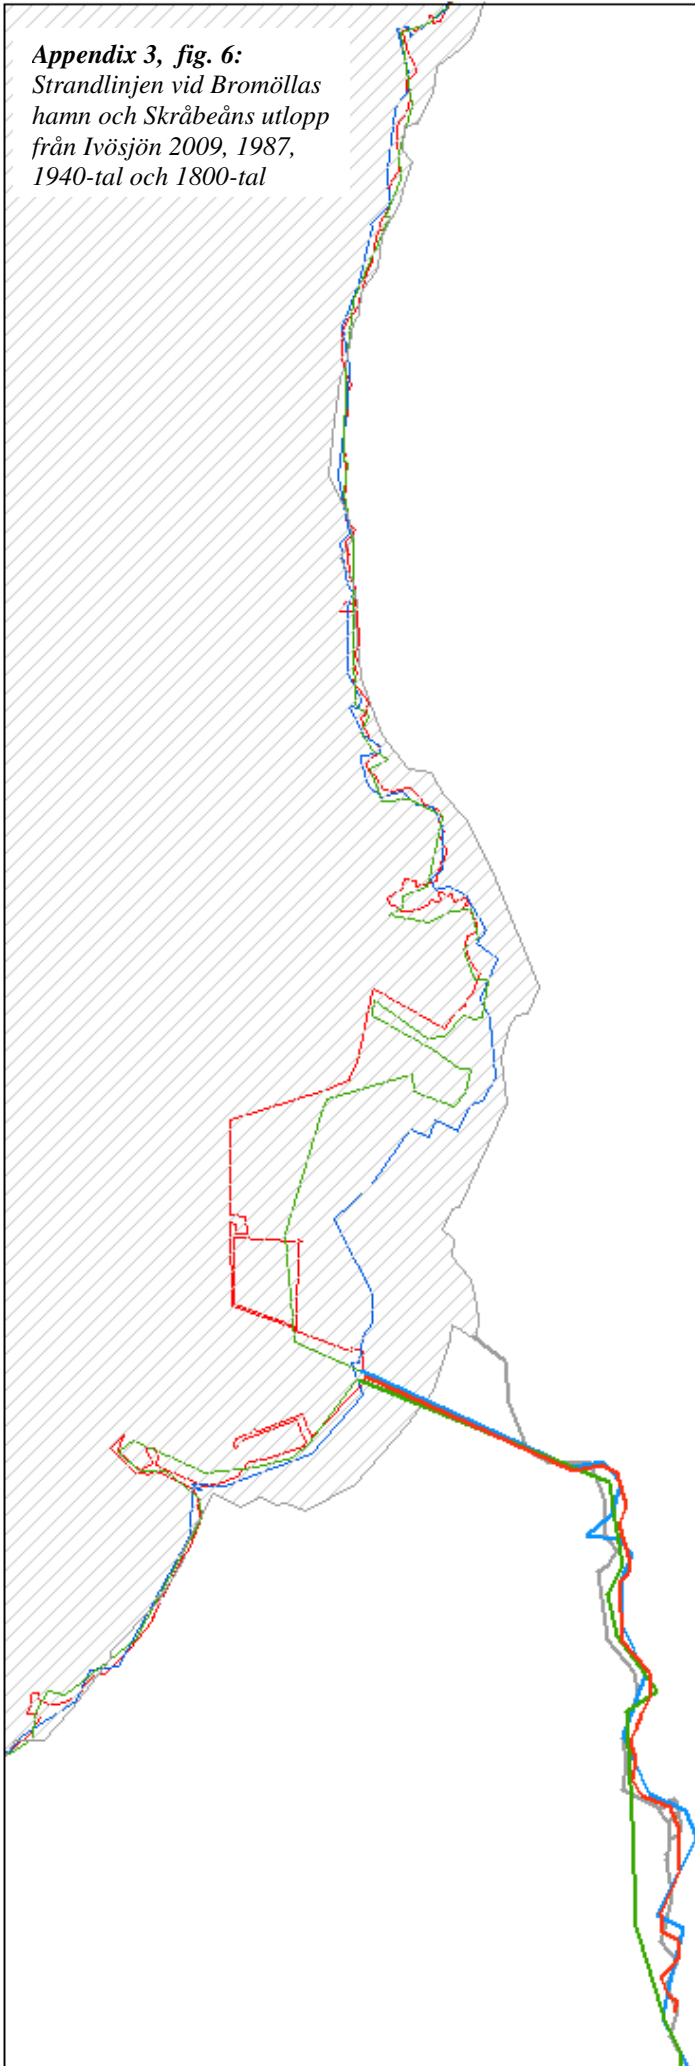 Appendix 3, fig. 6:
Strandlinjen vid Bromöllas
hamn och Skråbeåns utlopp
från Ivösjön 2009, 1987,
1940-tal och 1800-tal